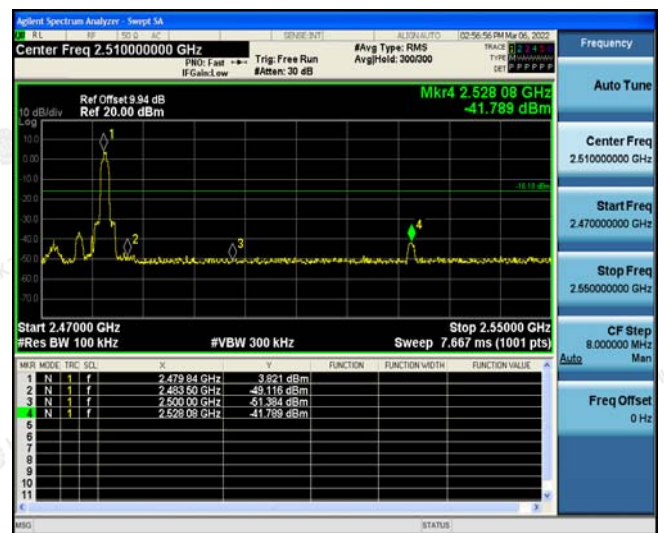 Agilent Spectrum Analyzer - Swept SA
RL RF 50 Ω AC SENSE:INT ALIGNAUTO 02:56:56 PM Mar 06, 2022
Center Freq 2.510000000 GHz
PNO: Fast
IFGain:Low
Trig: Free Run
#Atten: 30 dB
#Avg Type: RMS
Avg|Hold: 300/300
TRACE 1 2 3 4 5 6
TYPE
DET P P P P P P
Ref Offset 9.94 dB
10 dB/div Ref 20.00 dBm
Log
Mkr4 2.528 08 GHz
-41.789 dBm
10.0
0.00
-10.0
-20.0
-30.0
-40.0
-50.0
-60.0
-70.0
1
2
3
4
Start 2.47000 GHz Stop 2.55000 GHz
#Res BW 100 kHz #VBW 300 kHz Sweep 7.667 ms (1001 pts)
MKR MODE TRC SCL X Y FUNCTION FUNCTION WIDTH FUNCTION VALUE
1 N 1 f 2.479 84 GHz 3.821 dBm
2 N 1 f 2.483 50 GHz -49.116 dBm
3 N 1 f 2.500 00 GHz -51.384 dBm
4 N 1 f 2.528 08 GHz -41.789 dBm
5
6
7
8
9
10
11
MSG STATUS
Frequency
Auto Tune
Center Freq
2.510000000 GHz
Start Freq
2.470000000 GHz
Stop Freq
2.550000000 GHz
CF Step
8.000000 MHz
Auto Man
Freq Offset
0 Hz